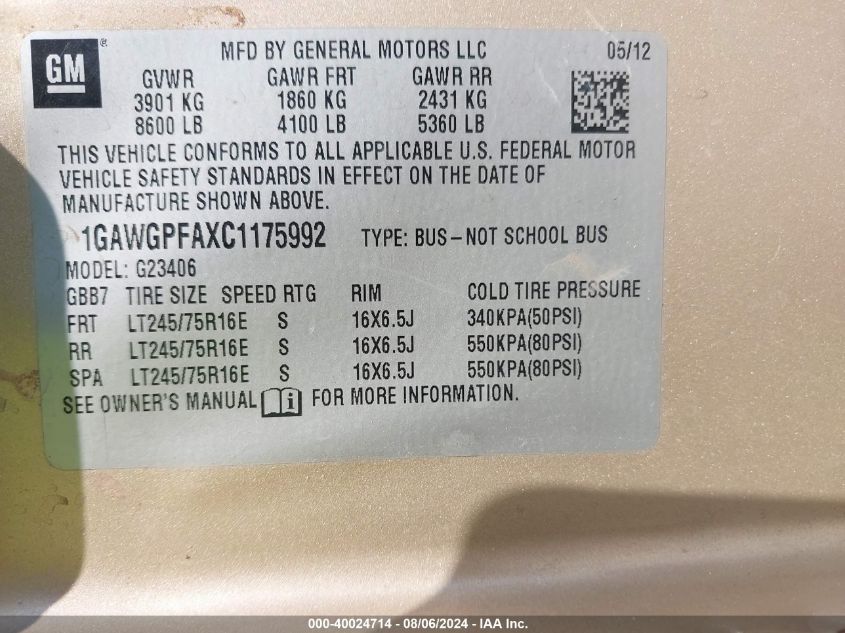 GM ®
MFD BY GENERAL MOTORS LLC 05/12
GVWR GAWR FRT GAWR RR
3901 KG 1860 KG 2431 KG
8600 LB 4100 LB 5360 LB
THIS VEHICLE CONFORMS TO ALL APPLICABLE U.S. FEDERAL MOTOR
VEHICLE SAFETY STANDARDS IN EFFECT ON THE DATE OF
MANUFACTURE SHOWN ABOVE.
1GAWGPFAXC1175992 TYPE: BUS-NOT SCHOOL BUS
MODEL: G23406
GBB7 TIRE SIZE SPEED RTG RIM COLD TIRE PRESSURE
FRT LT245/75R16E S 16X6.5J 340KPA(50PSI)
RR LT245/75R16E S 16X6.5J 550KPA(80PSI)
SPA LT245/75R16E S 16X6.5J 550KPA(80PSI)
SEE OWNER'S MANUAL i FOR MORE INFORMATION.
000-40024714 - 08/06/2024 - IAA Inc.